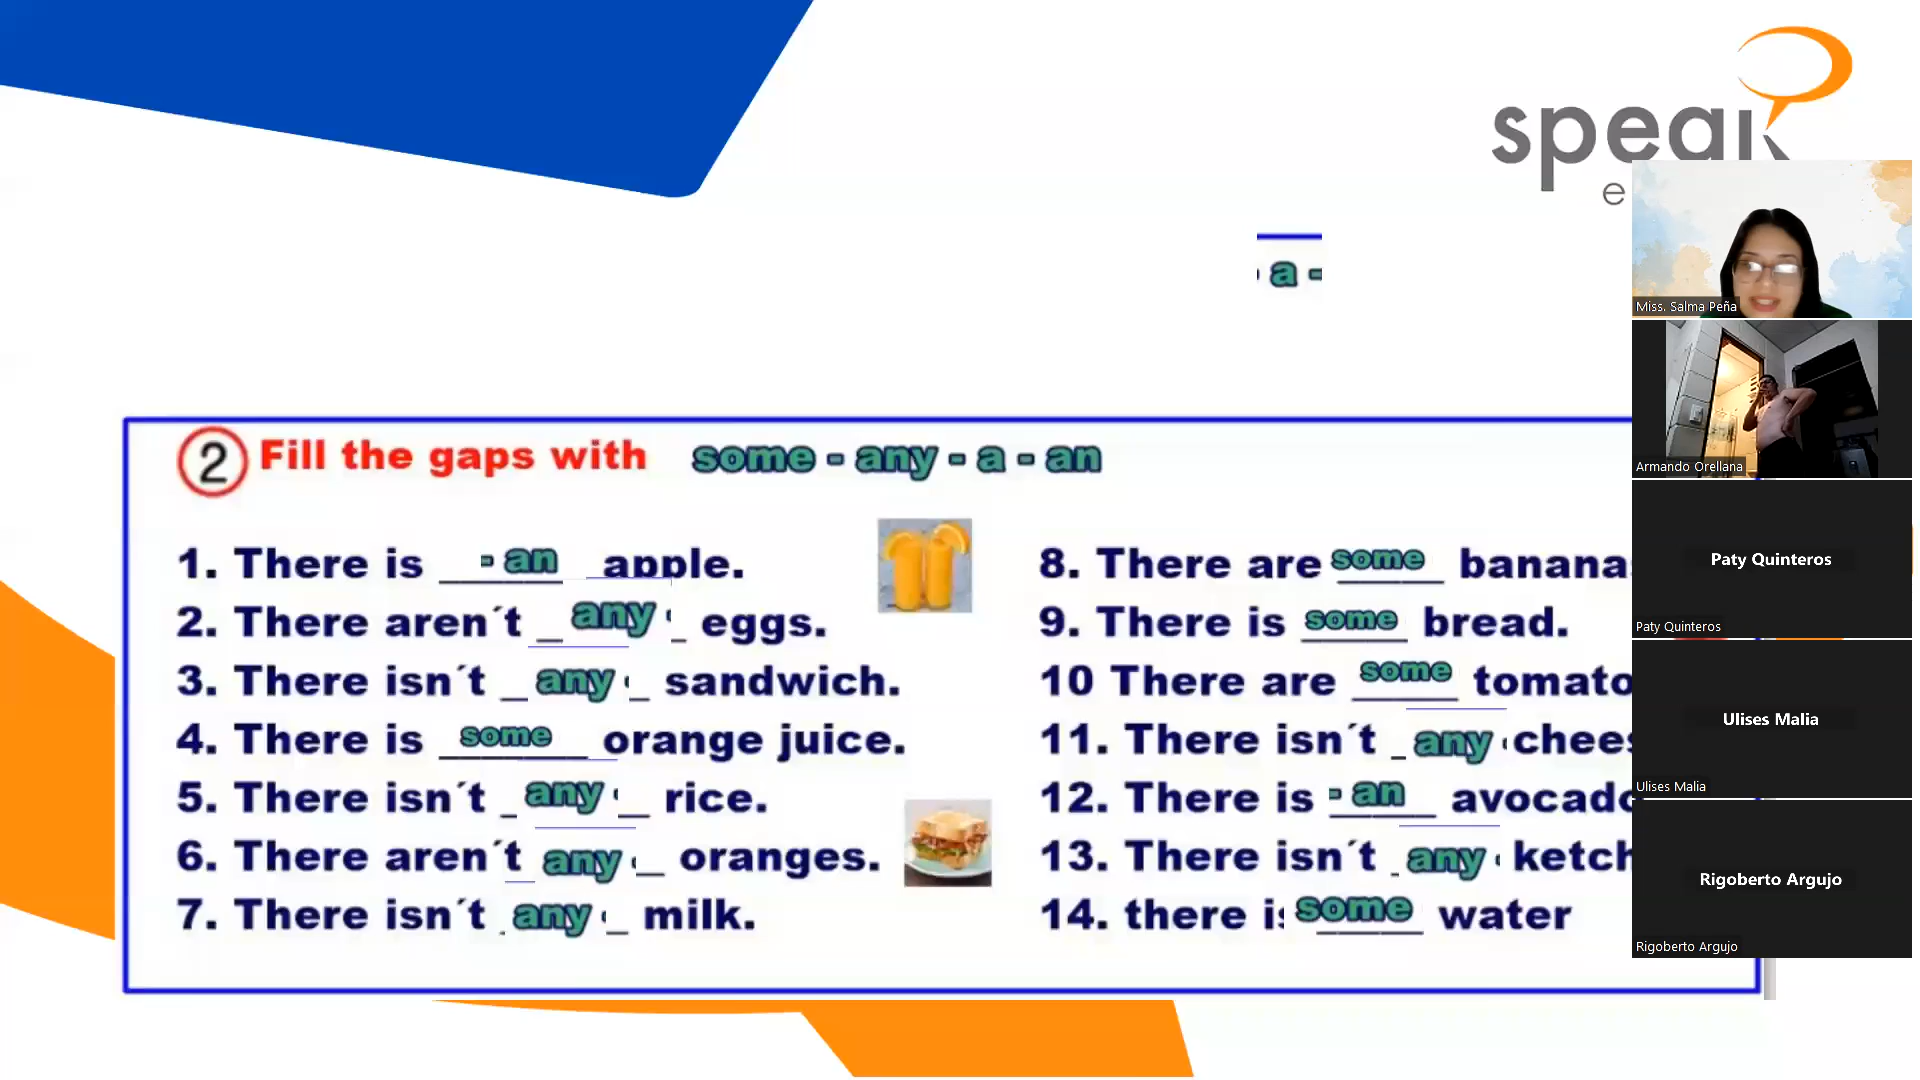 speak
e
a -
2 Fill the gaps with some - any - a - an
1. There is - an apple.
2. There aren´t any eggs.
3. There isn´t any sandwich.
4. There is some orange juice.
5. There isn´t any rice.
6. There aren´t any oranges.
7. There isn´t any milk.
8. There are some banana
9. There is some bread.
10 There are some tomato
11. There isn´t any chees
12. There is - an avocado
13. There isn´t any ketch
14. there is some water
Miss. Salma Peña
Armando Orellana
Paty Quinteros
Paty Quinteros
Ulises Malia
Ulises Malia
Rigoberto Argujo
Rigoberto Argujo